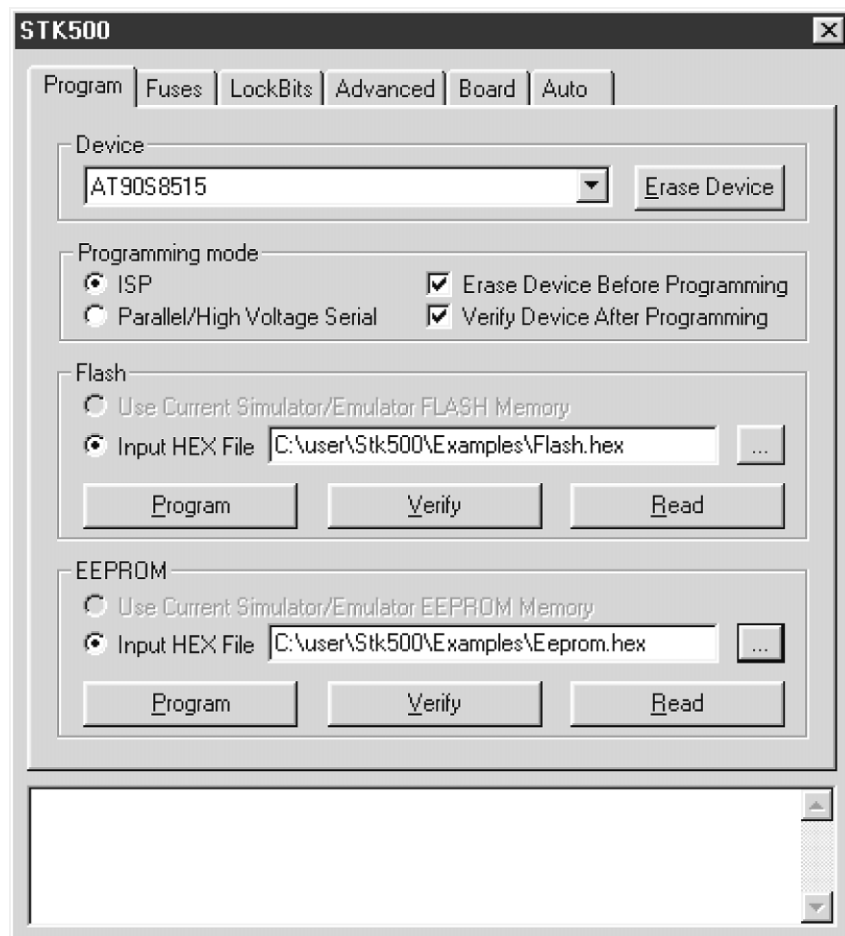 STK500
Program Fuses LockBits Advanced Board Auto
Device
AT90S8515 Erase Device
Programming mode
ISP Erase Device Before Programming
Parallel/High Voltage Serial Verify Device After Programming
Flash
Use Current Simulator/Emulator FLASH Memory
Input HEX File C:\user\Stk500\Examples\Flash.hex ...
Program Verify Read
EEPROM
Use Current Simulator/Emulator EEPROM Memory
Input HEX File C:\user\Stk500\Examples\Eeprom.hex ...
Program Verify Read